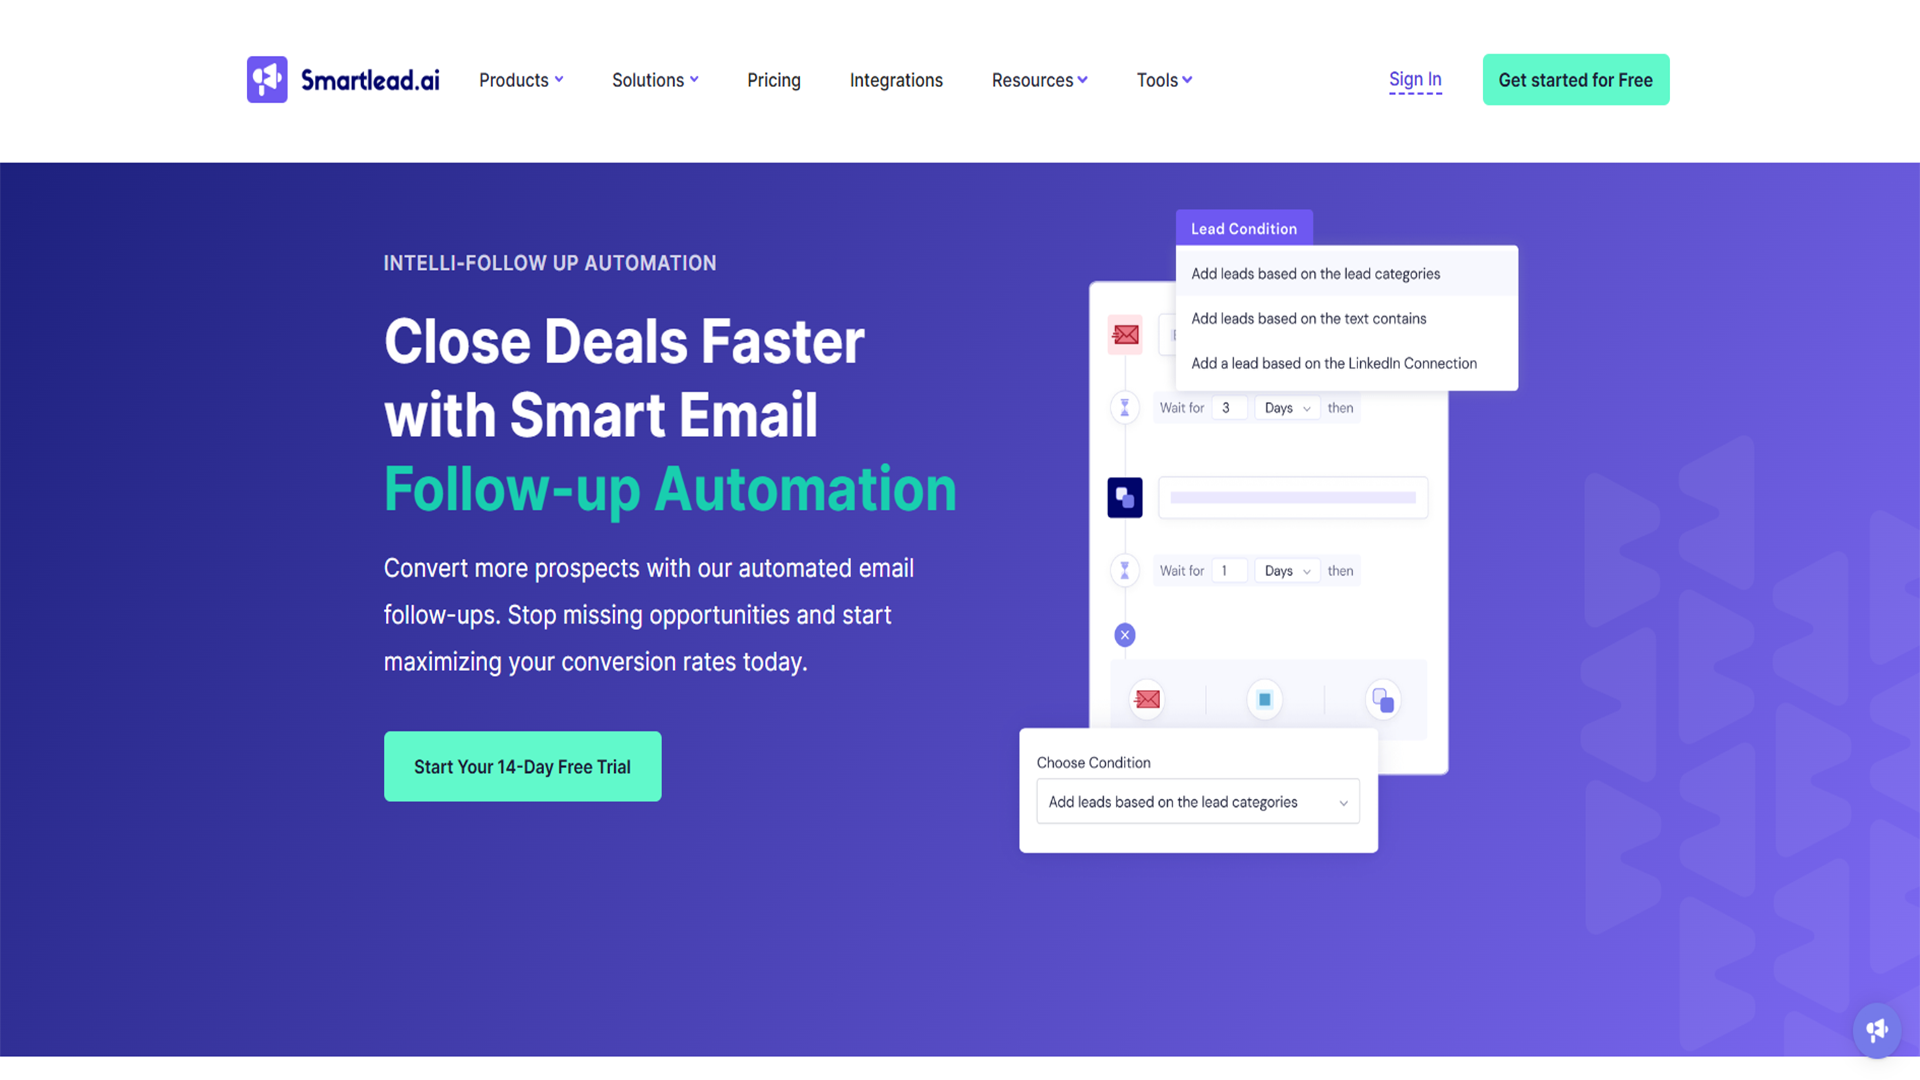 Smartlead.ai
Products
Solutions
Pricing
Integrations
Resources
Tools
Sign In
Get started for Free
INTELLI-FOLLOW UP AUTOMATION
Close Deals Faster
with Smart Email
Follow-up Automation
Convert more prospects with our automated email
follow-ups. Stop missing opportunities and start
maximizing your conversion rates today.
Start Your 14-Day Free Trial
Lead Condition
Add leads based on the lead categories
Add leads based on the text contains
Add a lead based on the LinkedIn Connection
Wait for 3 Days then
Wait for 1 Days then
Choose Condition
Add leads based on the lead categories